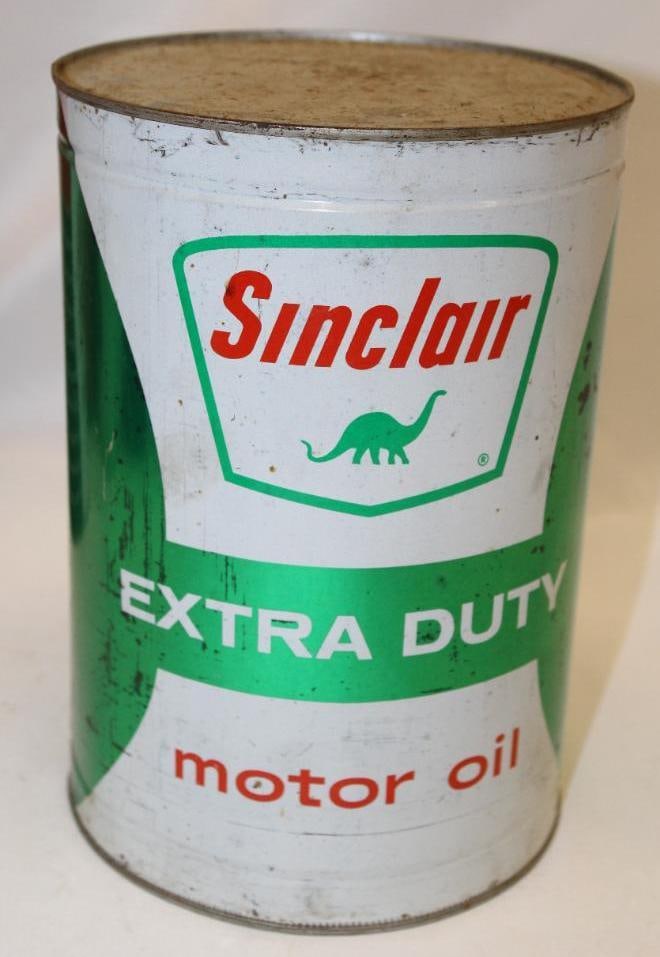 Sinclair
®
EXTRA DUTY
motor oil